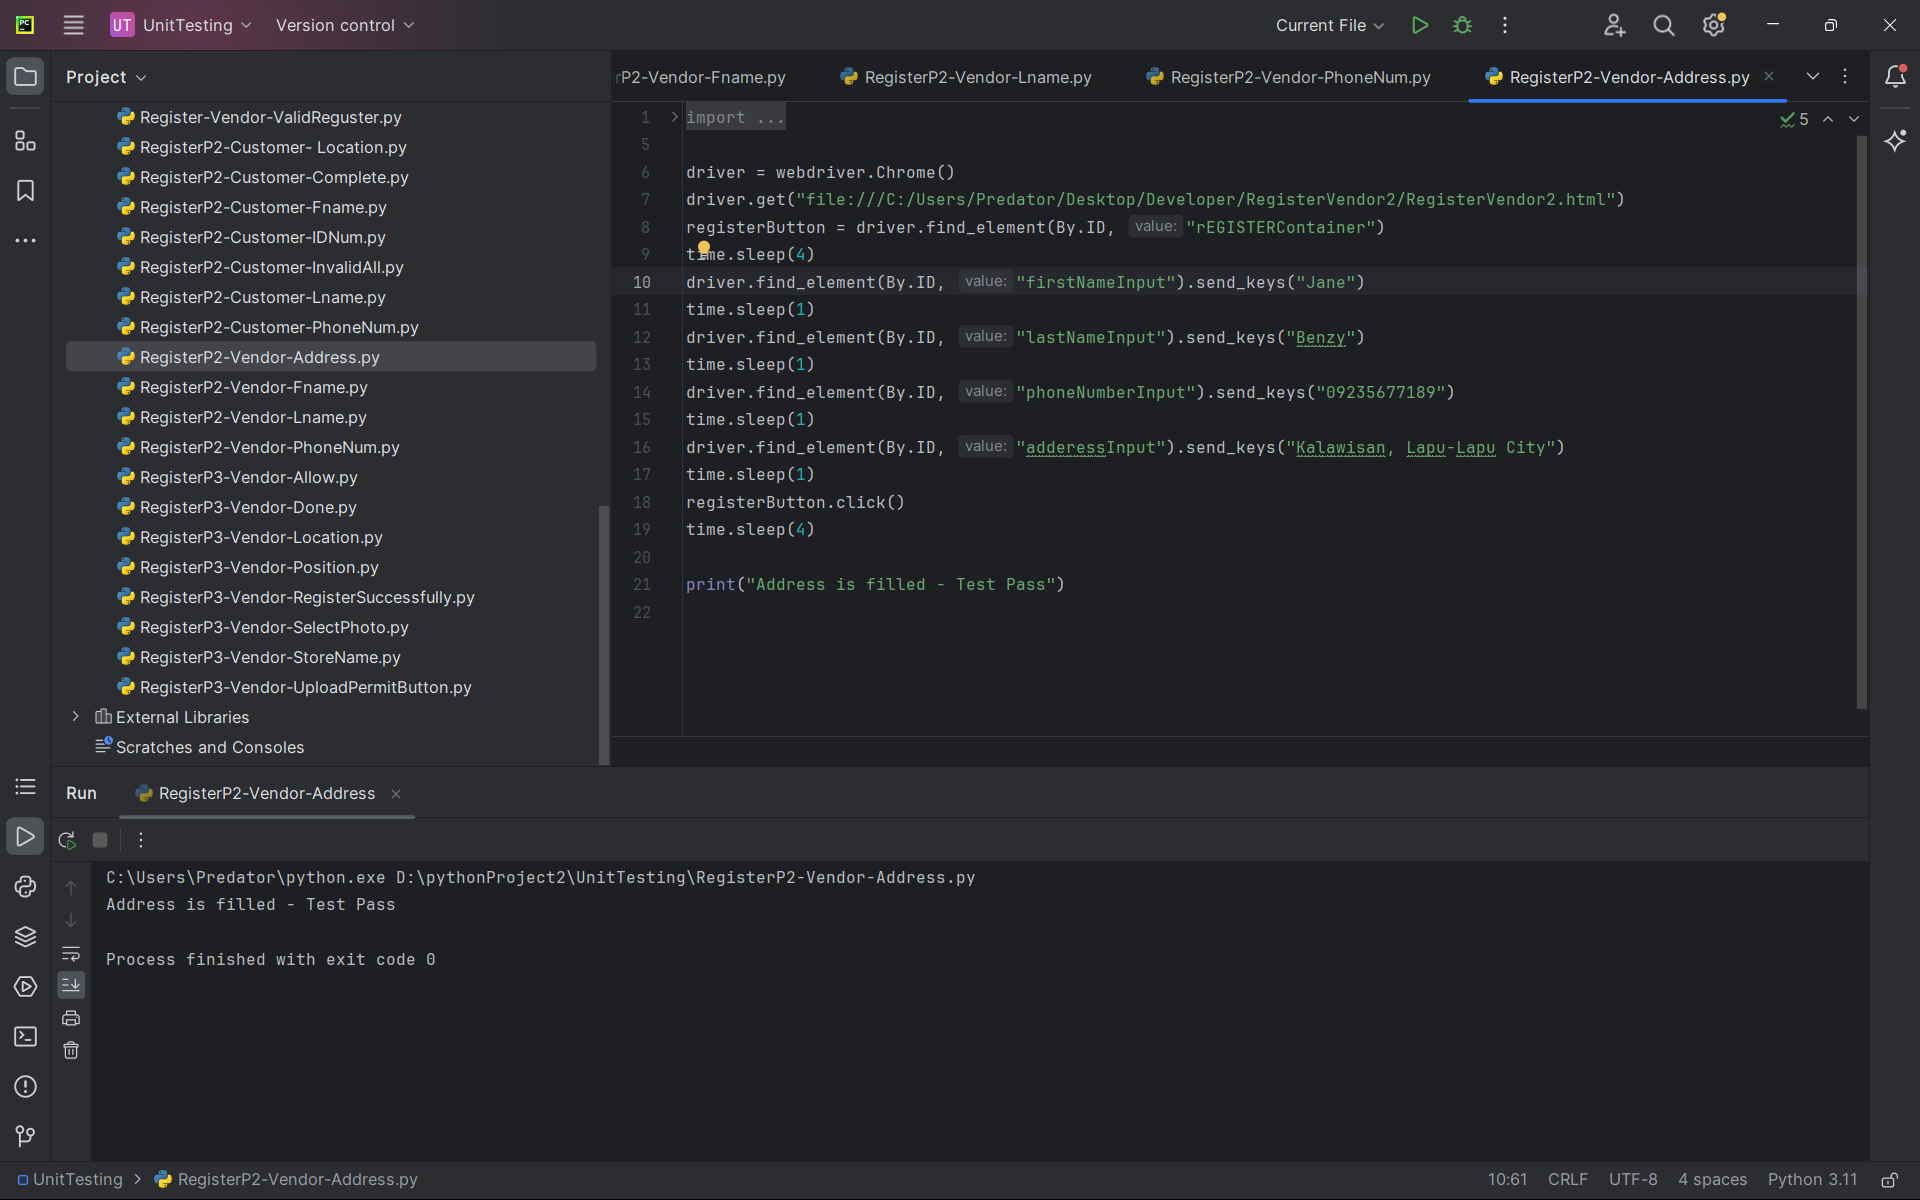 UT UnitTesting Version control Current File
Project
Register-Vendor-ValidReguster.py
RegisterP2-Customer- Location.py
RegisterP2-Customer-Complete.py
RegisterP2-Customer-Fname.py
RegisterP2-Customer-IDNum.py
RegisterP2-Customer-InvalidAll.py
RegisterP2-Customer-Lname.py
RegisterP2-Customer-PhoneNum.py
RegisterP2-Vendor-Address.py
RegisterP2-Vendor-Fname.py
RegisterP2-Vendor-Lname.py
RegisterP2-Vendor-PhoneNum.py
RegisterP3-Vendor-Allow.py
RegisterP3-Vendor-Done.py
RegisterP3-Vendor-Location.py
RegisterP3-Vendor-Position.py
RegisterP3-Vendor-RegisterSuccessfully.py
RegisterP3-Vendor-SelectPhoto.py
RegisterP3-Vendor-StoreName.py
RegisterP3-Vendor-UploadPermitButton.py
External Libraries
Scratches and Consoles
rP2-Vendor-Fname.py RegisterP2-Vendor-Lname.py RegisterP2-Vendor-PhoneNum.py RegisterP2-Vendor-Address.py
1 import ... 5
5
6 driver = webdriver.Chrome()
7 driver.get("file:///C:/Users/Predator/Desktop/Developer/RegisterVendor2/RegisterVendor2.html")
8 registerButton = driver.find_element(By.ID, value: "rEGISTERContainer")
9 time.sleep(4)
10 driver.find_element(By.ID, value: "firstNameInput").send_keys("Jane")
11 time.sleep(1)
12 driver.find_element(By.ID, value: "lastNameInput").send_keys("Benzy")
13 time.sleep(1)
14 driver.find_element(By.ID, value: "phoneNumberInput").send_keys("09235677189")
15 time.sleep(1)
16 driver.find_element(By.ID, value: "adderessInput").send_keys("Kalawisan, Lapu-Lapu City")
17 time.sleep(1)
18 registerButton.click()
19 time.sleep(4)
20
21 print("Address is filled - Test Pass")
22
Run RegisterP2-Vendor-Address
C:\Users\Predator\python.exe D:\pythonProject2\UnitTesting\RegisterP2-Vendor-Address.py
Address is filled - Test Pass
Process finished with exit code 0
UnitTesting > RegisterP2-Vendor-Address.py 10:61 CRLF UTF-8 4 spaces Python 3.11